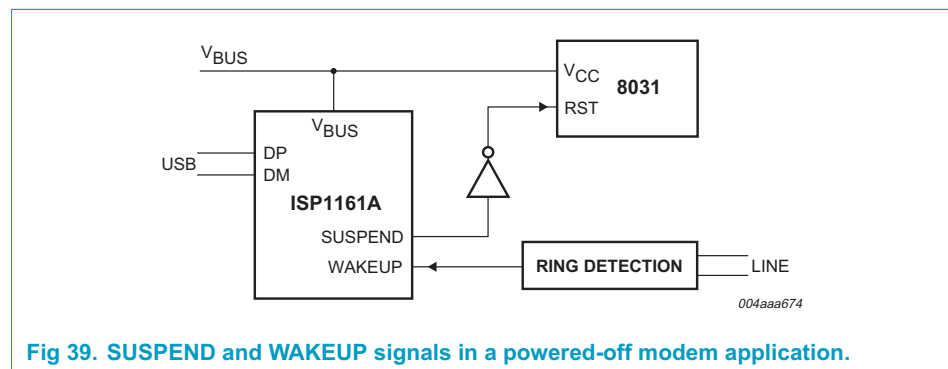 VBUS
VCC
8031
RST
VBUS
USB
DP
DM
ISP1161A
SUSPEND
WAKEUP
RING DETECTION
LINE
004aaa674
Fig 39. SUSPEND and WAKEUP signals in a powered-off modem application.